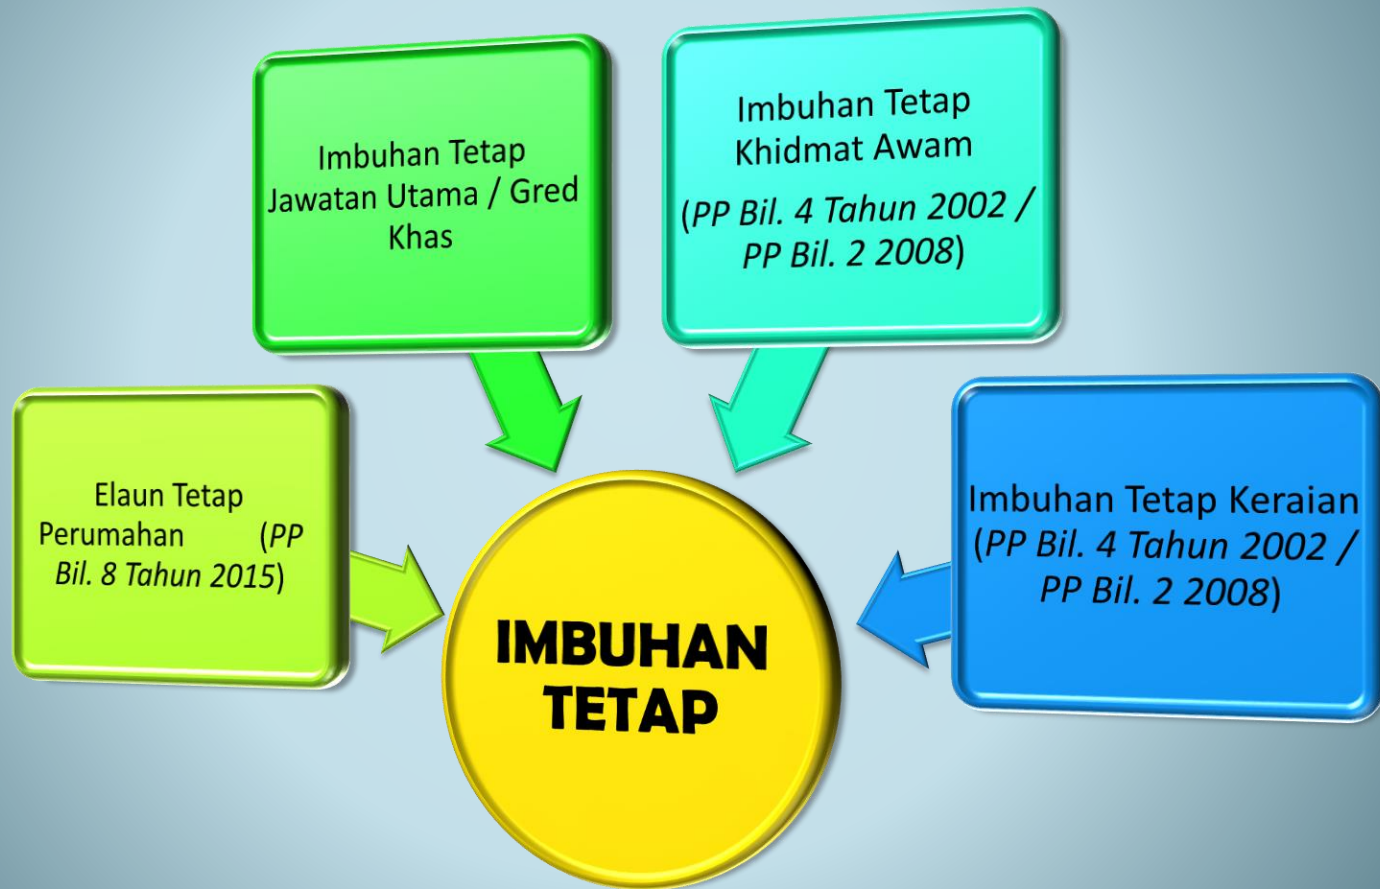 Imbuhan Tetap
Jawatan Utama / Gred
Khas
Imbuhan Tetap
Khidmat Awam
(PP Bil. 4 Tahun 2002 /
PP Bil. 2 2008)
Elaun Tetap
Perumahan (PP
Bil. 8 Tahun 2015)
Imbuhan Tetap Keraian
(PP Bil. 4 Tahun 2002 /
PP Bil. 2 2008)
IMBUHAN
TETAP